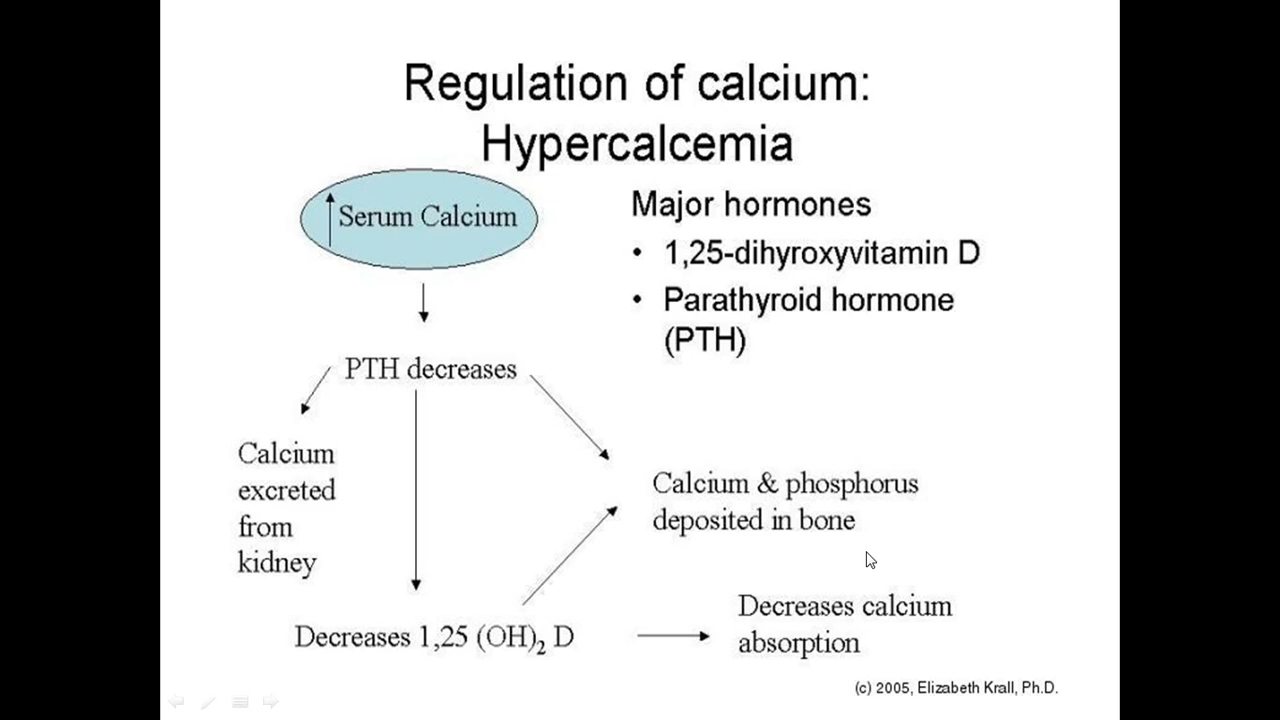 Regulation of calcium:
Hypercalcemia
Serum Calcium
Major hormones
• 1,25-dihyroxyvitamin D
• Parathyroid hormone
(PTH)
PTH decreases
Calcium
excreted
from
kidney
Calcium & phosphorus
deposited in bone
Decreases 1,25 (OH)₂ D
Decreases calcium
absorption
(c) 2005, Elizabeth Krall, Ph.D.